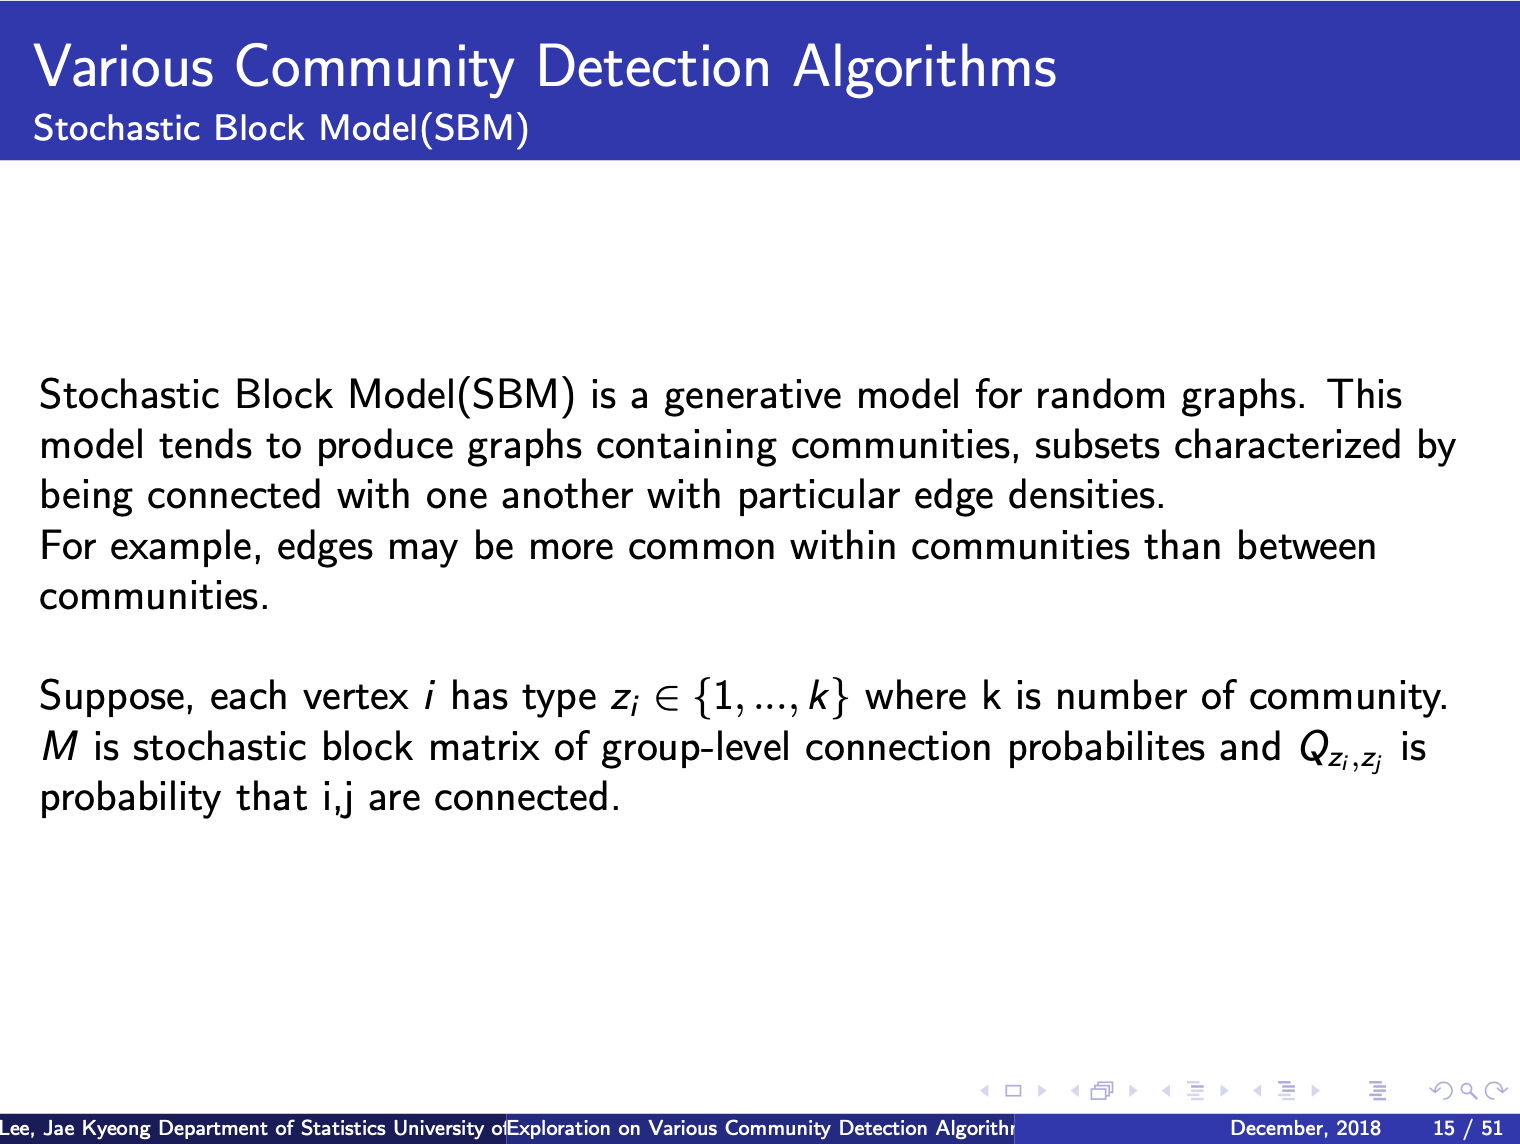 Various Community Detection Algorithms
Stochastic Block Model(SBM)
Stochastic Block Model(SBM) is a generative model for random graphs. This
model tends to produce graphs containing communities, subsets characterized by
being connected with one another with particular edge densities.
For example, edges may be more common within communities than between
communities.
Suppose, each vertex i has type z_i ∈ {1, ..., k} where k is number of community.
M is stochastic block matrix of group-level connection probabilites and Q_{z_i,z_j} is
probability that i,j are connected.
Lee, Jae Kyeong Department of Statistics University of
Exploration on Various Community Detection Algorithm
December, 2018
15 / 51